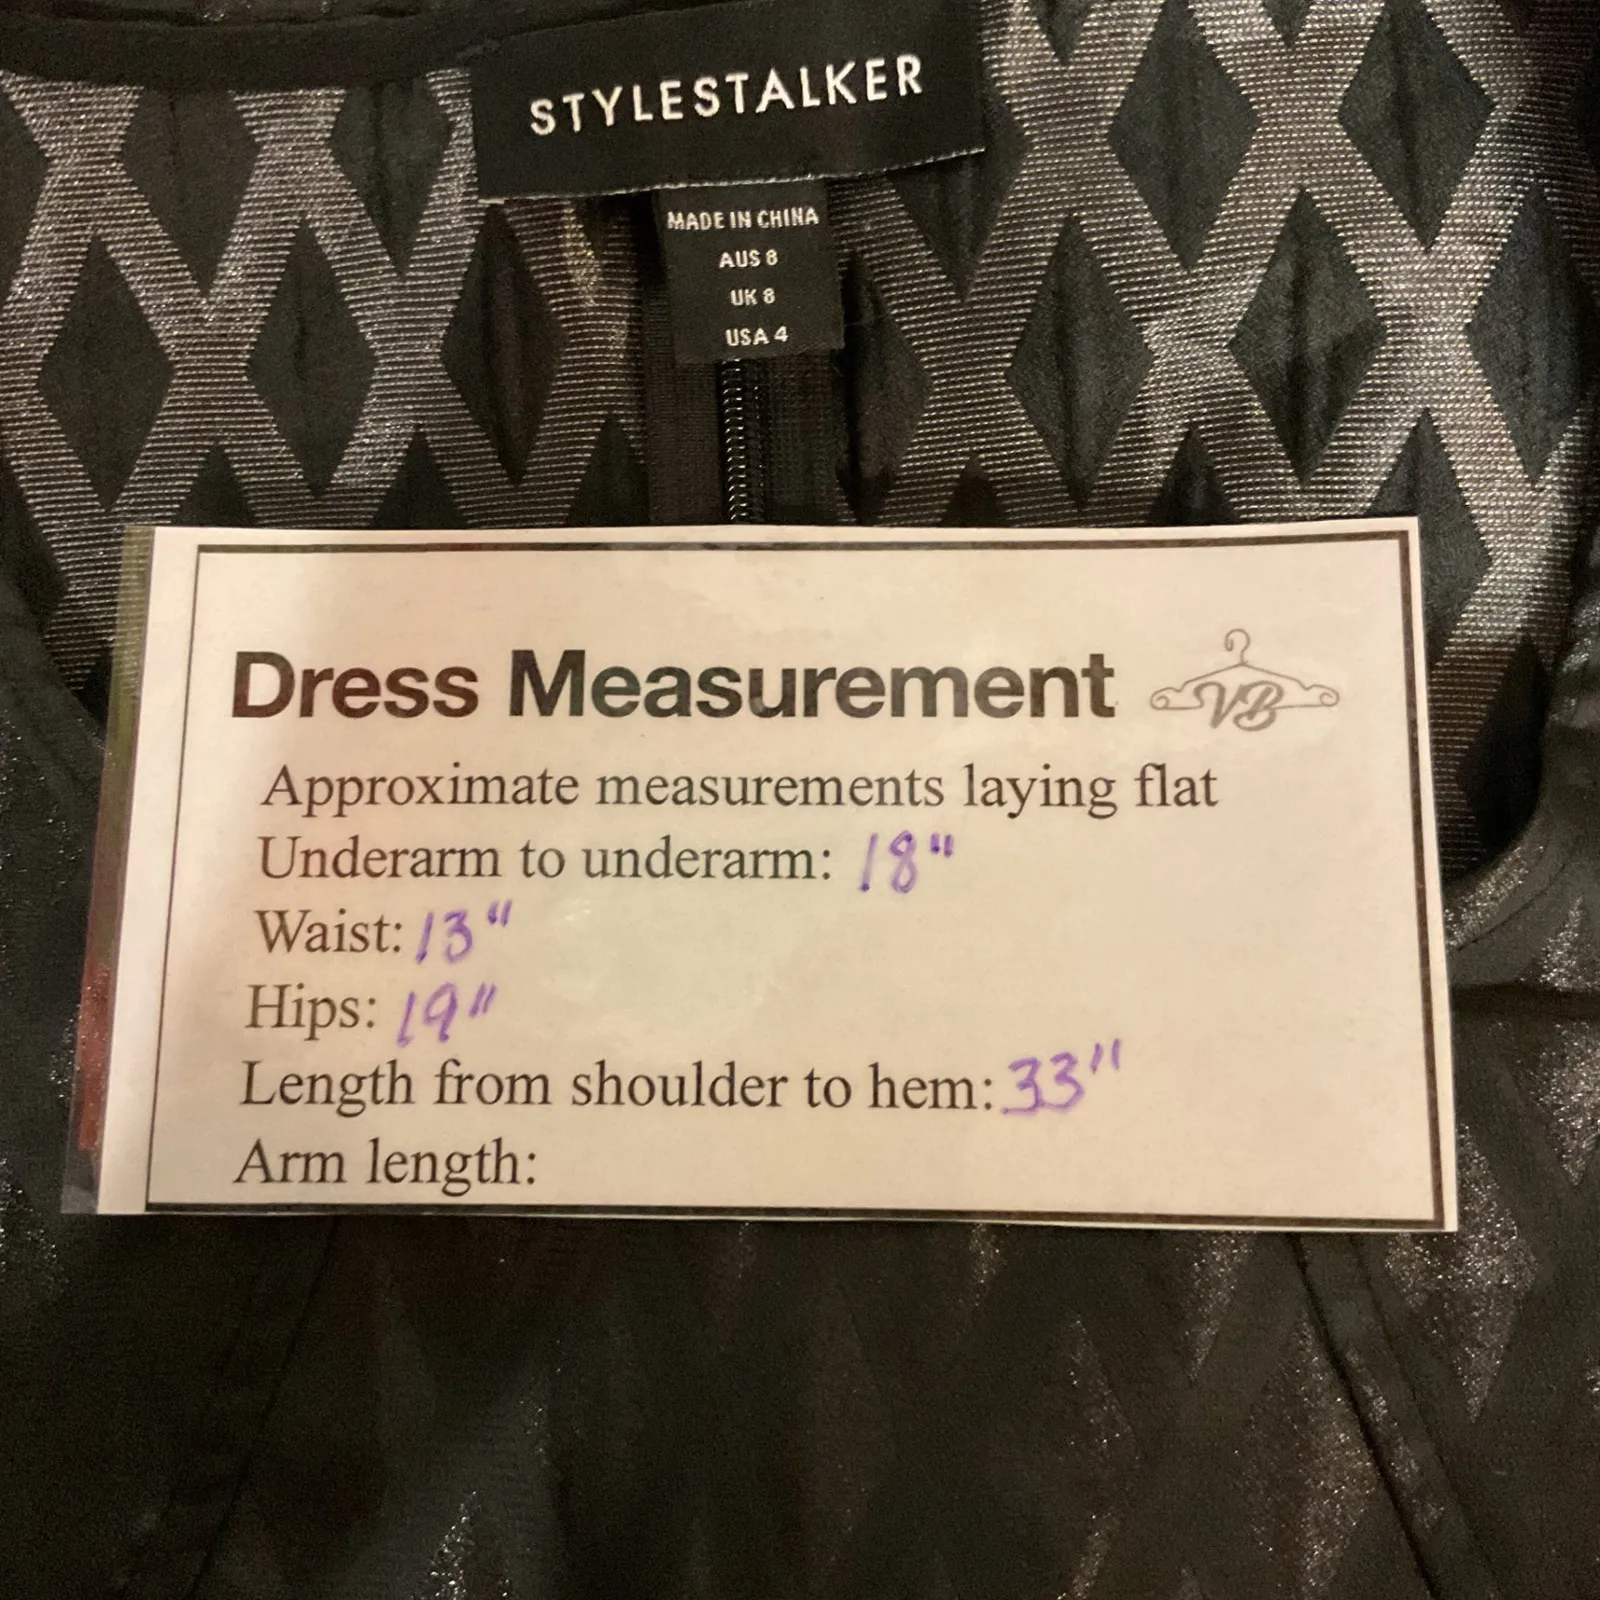 STYLESTALKER
MADE IN CHINA
AUS 8
UK 8
USA 4
Dress Measurement
VB
Approximate measurements laying flat
Underarm to underarm: 18"
Waist: 13"
Hips: 19"
Length from shoulder to hem: 33"
Arm length: